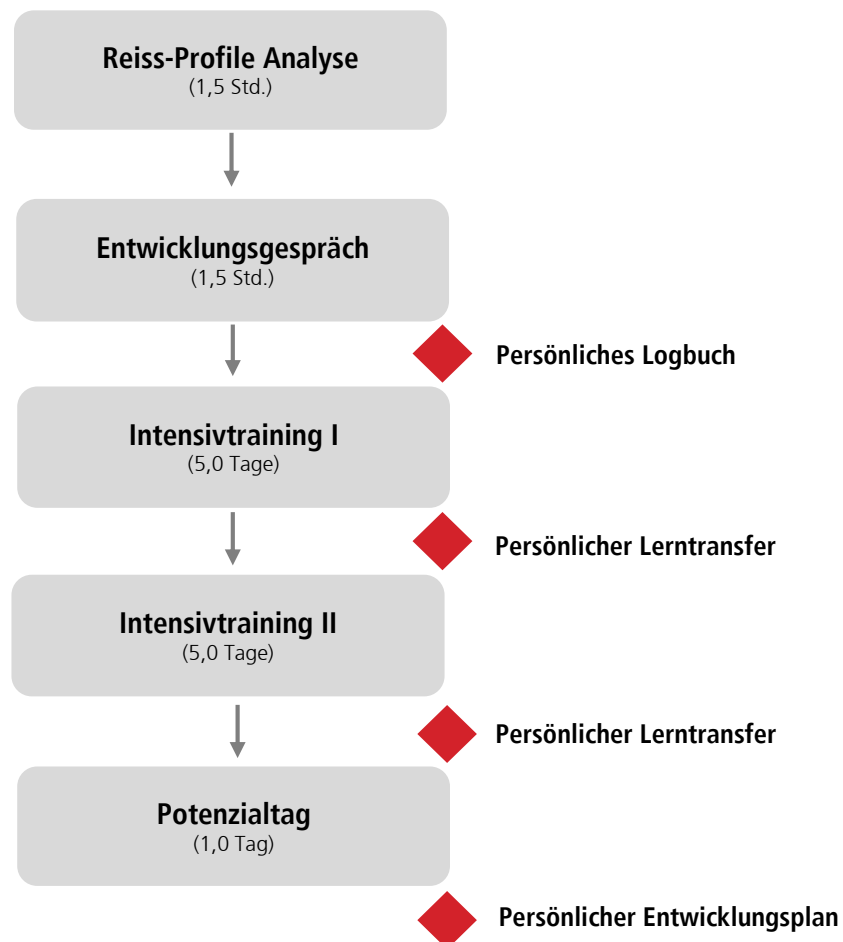 Reiss-Profile Analyse
(1,5 Std.)
Entwicklungsgespräch
(1,5 Std.)
Persönliches Logbuch
Intensivtraining I
(5,0 Tage)
Persönlicher Lerntransfer
Intensivtraining II
(5,0 Tage)
Persönlicher Lerntransfer
Potenzialtag
(1,0 Tag)
Persönlicher Entwicklungsplan